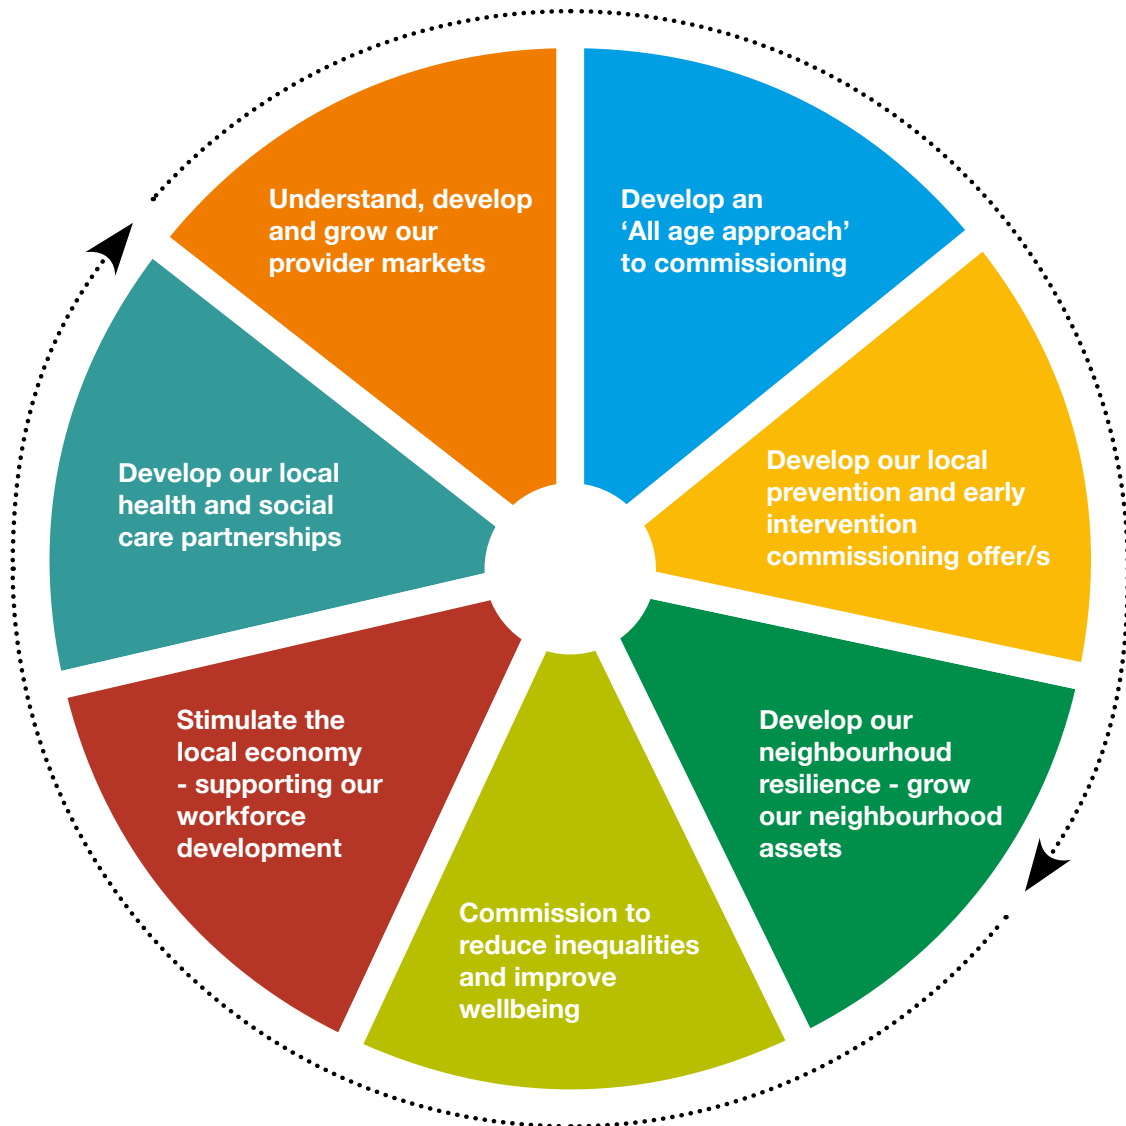 Understand, develop
and grow our
provider markets
Develop an
‘All age approach’
to commissioning
Develop our local
prevention and early
intervention
commissioning offer/s
Develop our
neighbourhoud
resilience - grow
our neighbourhood
assets
Commission to
reduce inequalities
and improve
wellbeing
Stimulate the
local economy
- supporting our
workforce
development
Develop our local
health and social
care partnerships